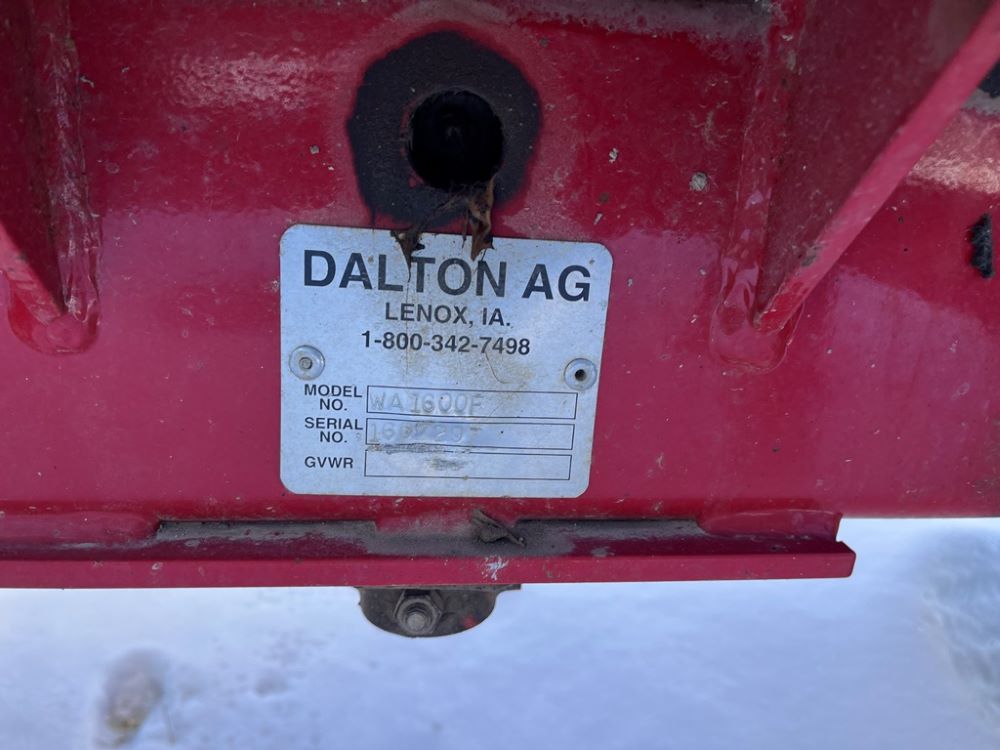 DALTON AG
LENOX, IA.
1-800-342-7498
MODEL NO. WA1600F
SERIAL NO.
GVWR